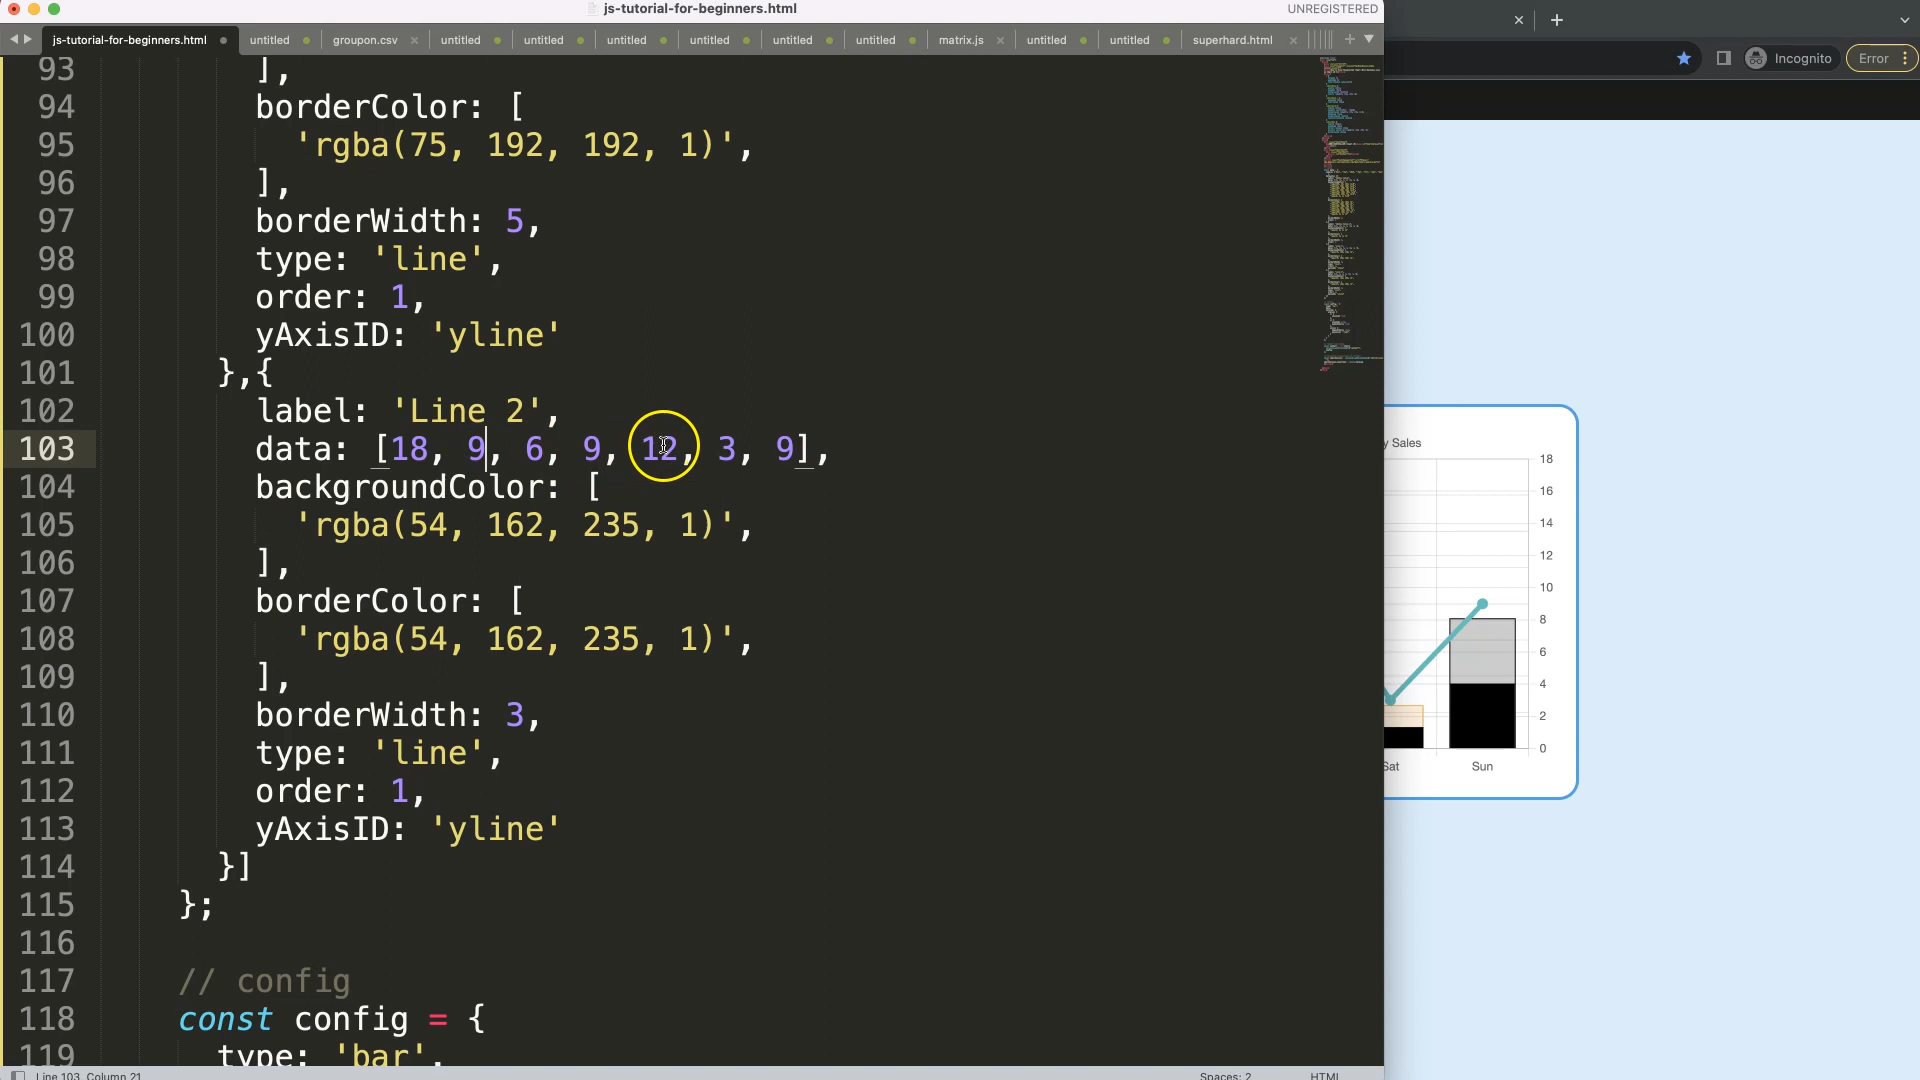 js-tutorial-for-beginners.html
UNREGISTERED
js-tutorial-for-beginners.html untitled groupon.csv untitled untitled untitled untitled untitled untitled matrix.js untitled untitled superhard.html
Incognito Error
93 ],
94 borderColor: [
95 'rgba(75, 192, 192, 1)',
96 ],
97 borderWidth: 5,
98 type: 'line',
99 order: 1,
100 yAxisID: 'yline'
101 },{
102 label: 'Line 2',
103 data: [18, 9, 6, 9, 12, 3, 9],
104 backgroundColor: [
105 'rgba(54, 162, 235, 1)',
106 ],
107 borderColor: [
108 'rgba(54, 162, 235, 1)',
109 ],
110 borderWidth: 3,
111 type: 'line',
112 order: 1,
113 yAxisID: 'yline'
114 }]
115 };
116
117 // config
118 const config = {
119 type: 'bar',
y Sales
18
16
14
12
10
8
6
4
2
0
Sat Sun
Line 103, Column 21
Spaces: 2
HTML